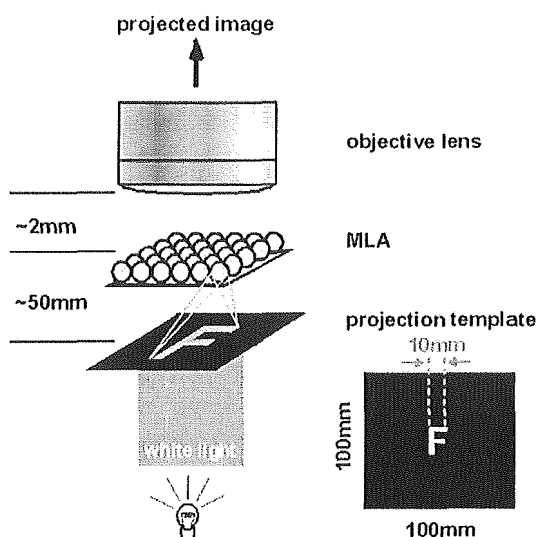 projected image
objective lens
~2mm
MLA
~50mm
projection template
10mm
F
white light
F
100mm
100mm